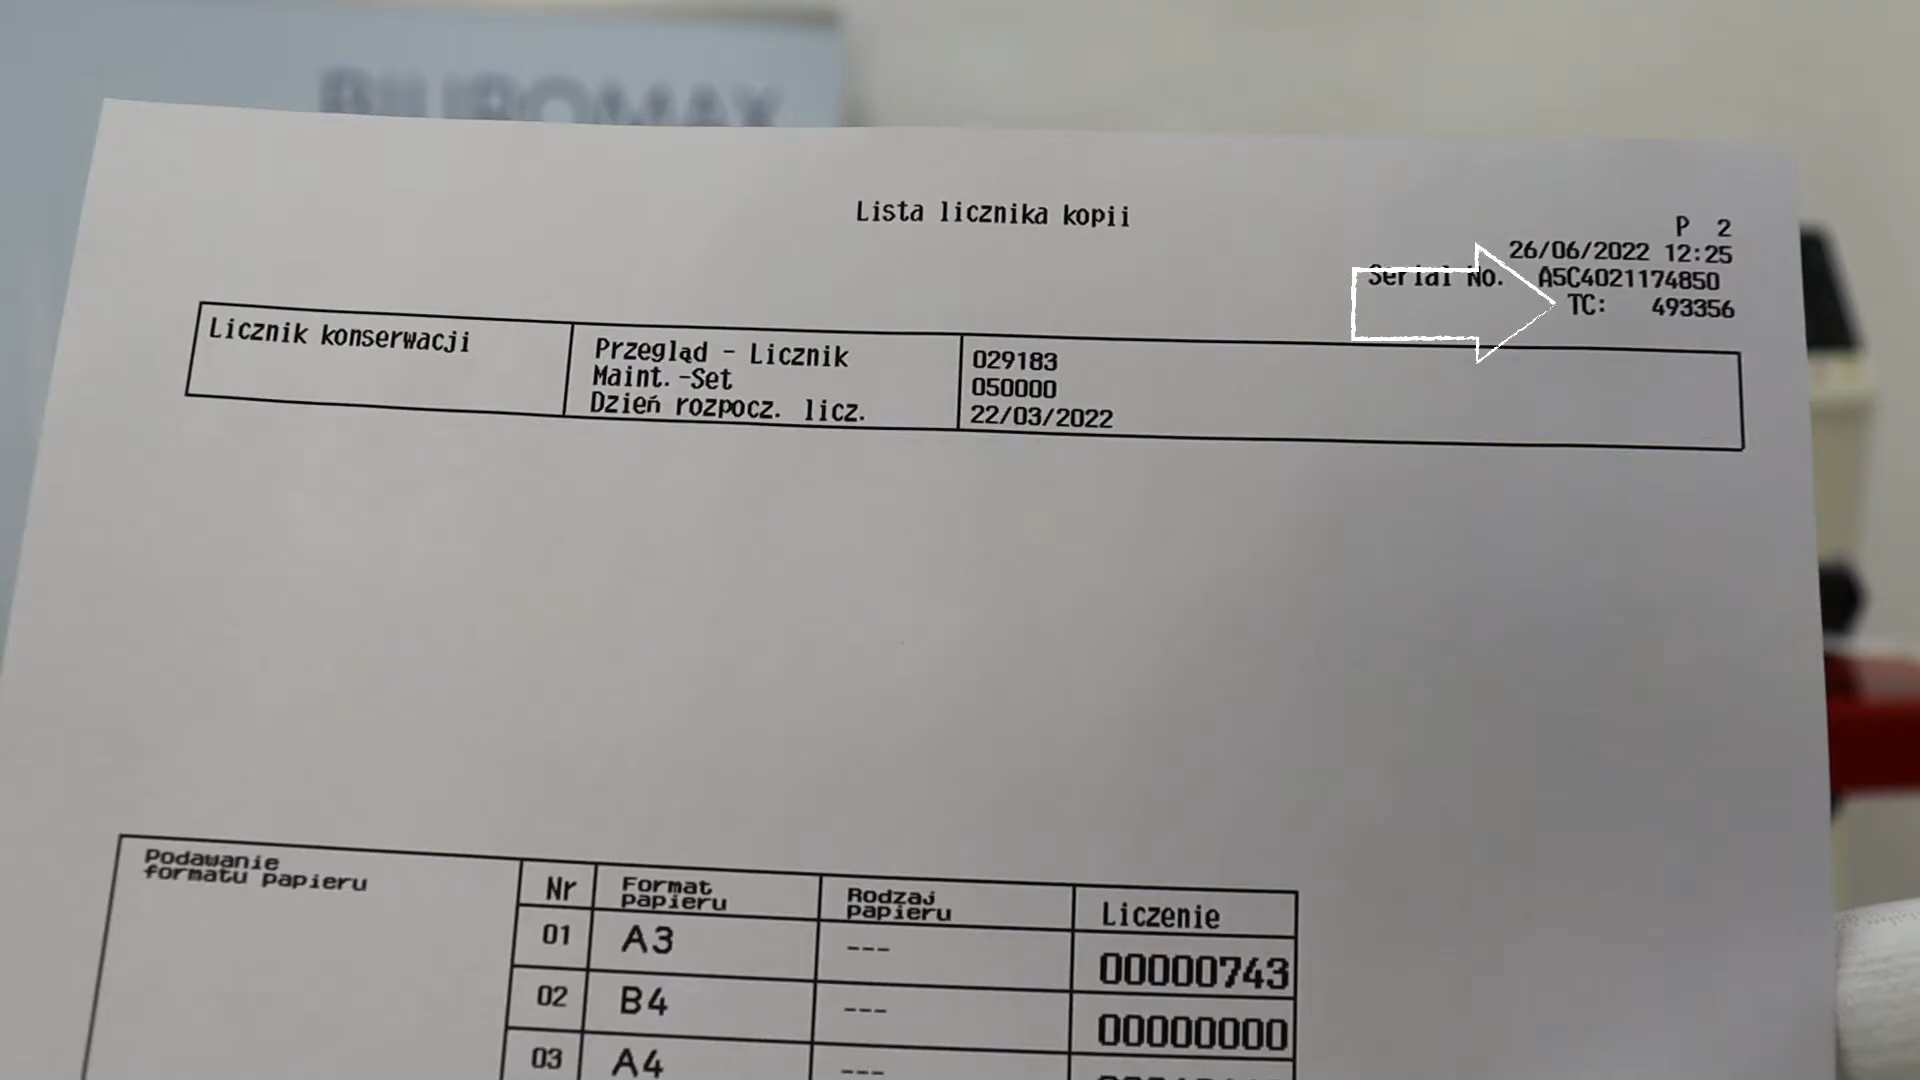 BIUROMAX
Lista licznika kopii
P 2
26/06/2022 12:25
Serial No. A5C4021174850
TC: 493356
Licznik konserwacji
Przegląd - Licznik 029183
Maint.-Set 050000
Dzień rozpocz. licz. 22/03/2022
Podawanie
formatu papieru
Nr Format papieru Rodzaj papieru Liczenie
01 A3 --- 00000743
02 B4 --- 00000000
03 A4 ---